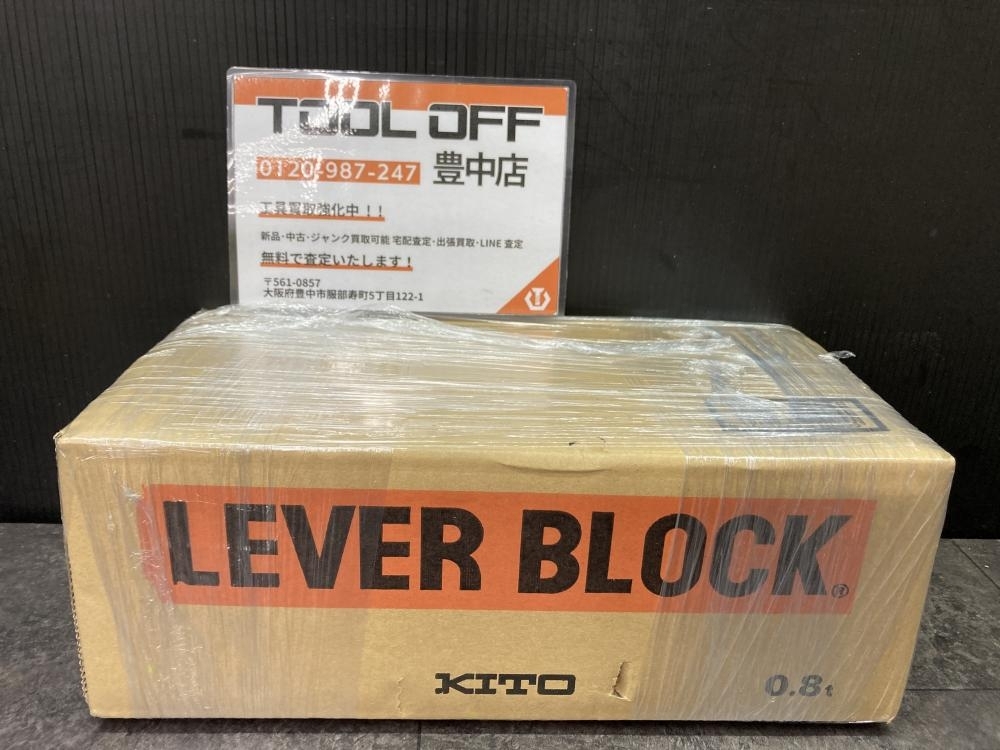 TOOL OFF
0120-987-247 豊中店
工具買取強化中！！
新品・中古・ジャンク買取可能 宅配査定・出張買取・LINE 査定
無料で査定いたします！
〒561-0857
大阪府豊中市服部寿町5丁目122-1
LEVER BLOCK®
KITO 0.8t